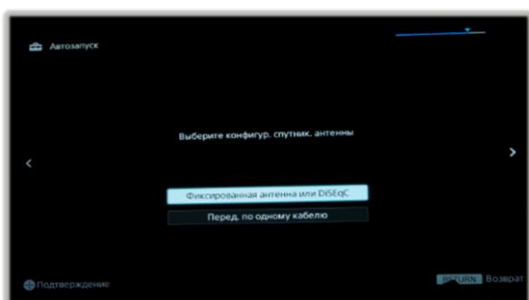 Автозапуск
Выберите конфигур. спутник. антенны
Фиксированная антенна или DiSEqC
Перед. по одному кабелю
Подтверждение
RETURN Возврат